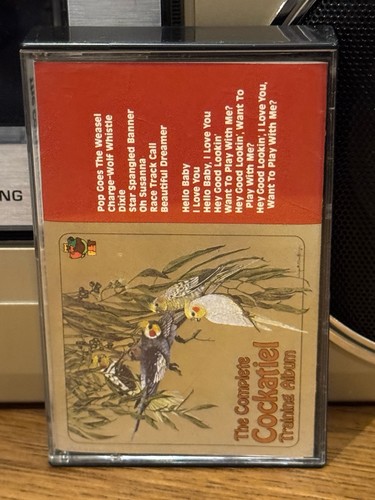 Pop Goes The Weasel
Charge-Wolf Whistle
Dixie
Star Spangled Banner
O' Susanna
Race Track Call
Beautiful Dreamer
Hello Baby
I Love You
Hello Baby, I Love You
Hey Good Lookin'
Want To Play With Me?
Hey Good Lookin', Want To
Play With Me?
Hey Good Lookin', I Love You,
Want To Play With Me?
The Complete
Cockatiel
Training Album
NG